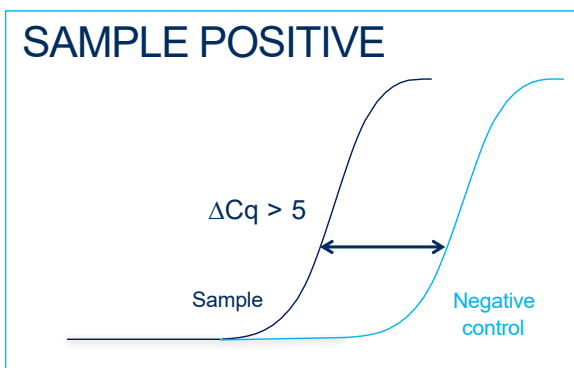 SAMPLE POSITIVE
ΔCq > 5
Sample
Negative
control